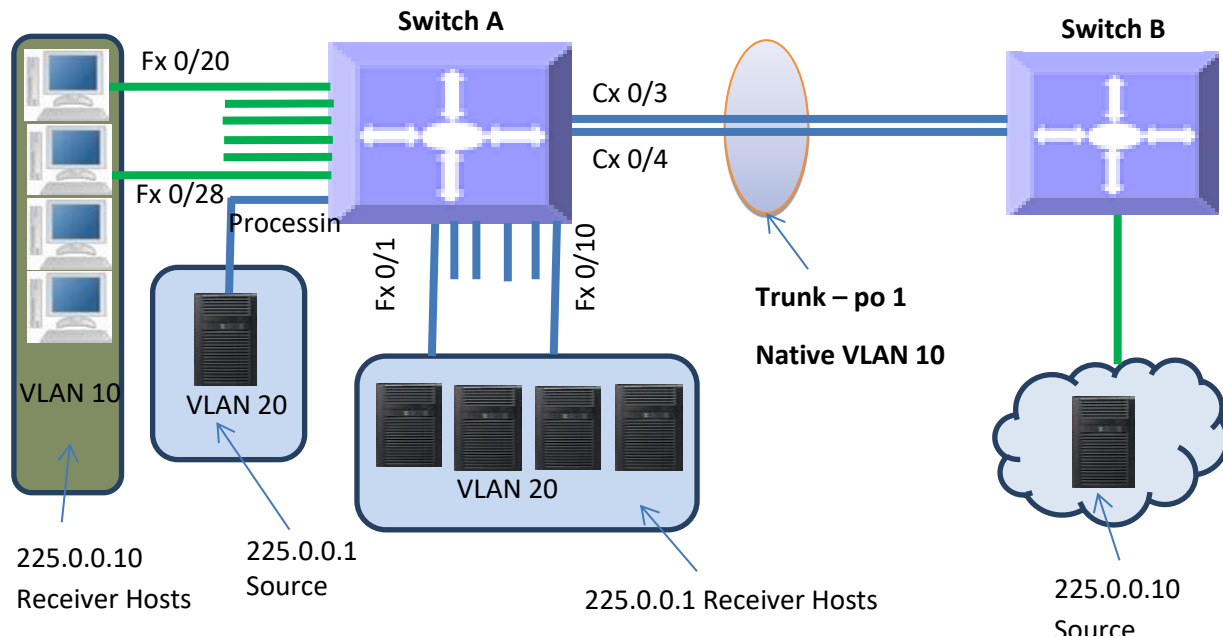 Switch A
Switch B
Fx 0/20
Cx 0/3
Cx 0/4
Fx 0/28
Processin
Fx 0/1
Fx 0/10
Trunk – po 1
Native VLAN 10
VLAN 10
VLAN 20
VLAN 20
225.0.0.10
Receiver Hosts
225.0.0.1
Source
225.0.0.1 Receiver Hosts
225.0.0.10
Source